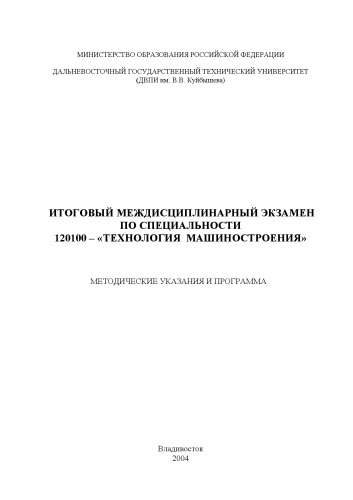 МИНИСТЕРСТВО ОБРАЗОВАНИЯ РОССИЙСКОЙ ФЕДЕРАЦИИ
ДАЛЬНЕВОСТОЧНЫЙ ГОСУДАРСТВЕННЫЙ ТЕХНИЧЕСКИЙ УНИВЕРСИТЕТ
(ДВПИ им. В.В. Куйбышева)
ИТОГОВЫЙ МЕЖДИСЦИПЛИНАРНЫЙ ЭКЗАМЕН
ПО СПЕЦИАЛЬНОСТИ
120100 – «ТЕХНОЛОГИЯ МАШИНОСТРОЕНИЯ»
МЕТОДИЧЕСКИЕ УКАЗАНИЯ И ПРОГРАММА
Владивосток
2004